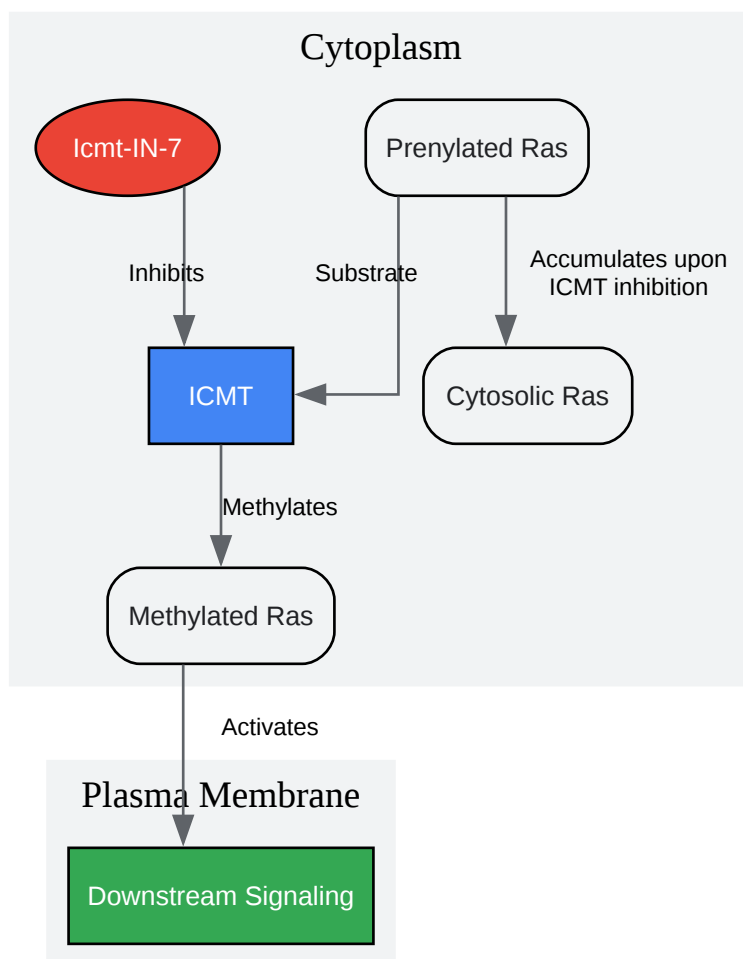 Cytoplasm
Icmt-IN-7
Prenylated Ras
Inhibits
Substrate
Accumulates upon
ICMT inhibition
ICMT
Cytosolic Ras
Methylates
Methylated Ras
Activates
Plasma Membrane
Downstream Signaling